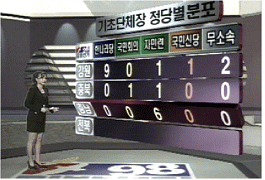 기초단체장 정당별분포
한나라당 국민회의 자민련 국민신당 무소속
강원 9 0 1 1 2
충북 0 1 1 0 0
0 0 6 0 0
98